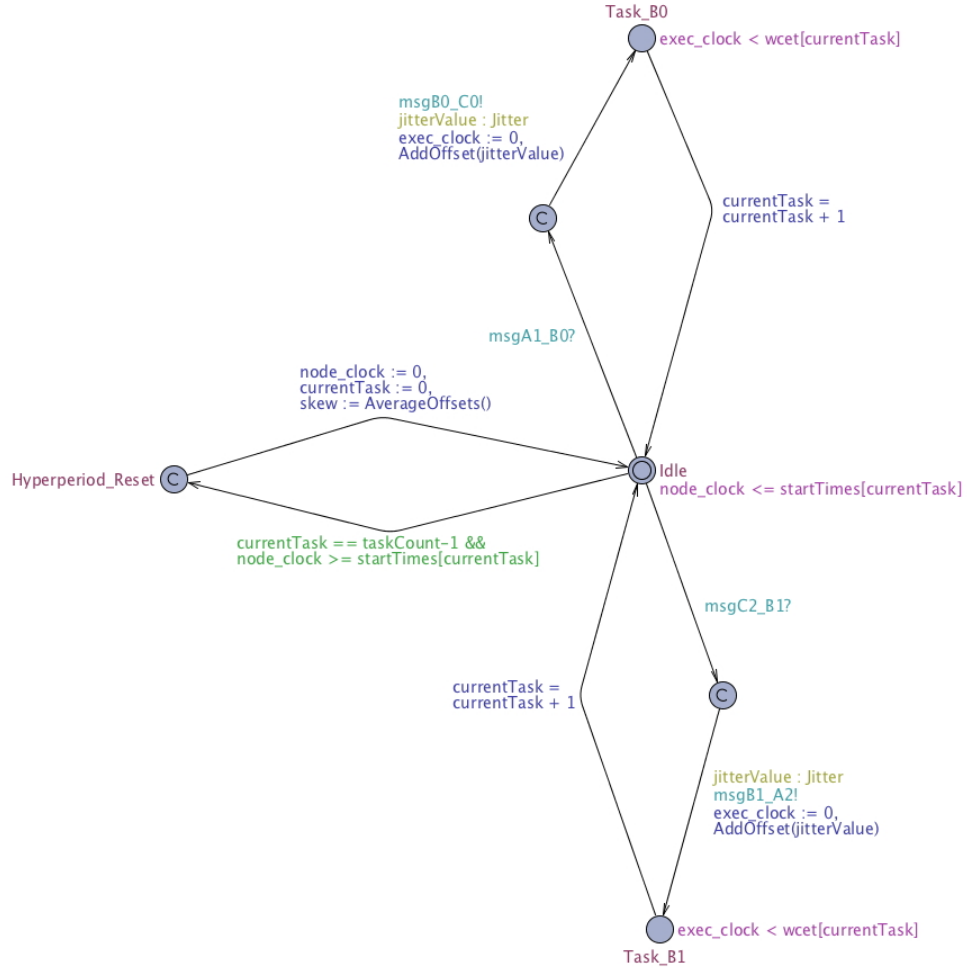 Task_B0
exec_clock < wcet[currentTask]
msgB0_C0!
jitterValue : Jitter
exec_clock := 0,
AddOffset(jitterValue)
currentTask =
currentTask + 1
C
msgA1_B0?
node_clock := 0,
currentTask := 0,
skew := AverageOffsets()
Hyperperiod_Reset
C
Idle
node_clock <= startTimes[currentTask]
currentTask == taskCount-1 &&
node_clock >= startTimes[currentTask]
msgC2_B1?
currentTask =
currentTask + 1
C
jitterValue : Jitter
msgB1_A2!
exec_clock := 0,
AddOffset(jitterValue)
exec_clock < wcet[currentTask]
Task_B1